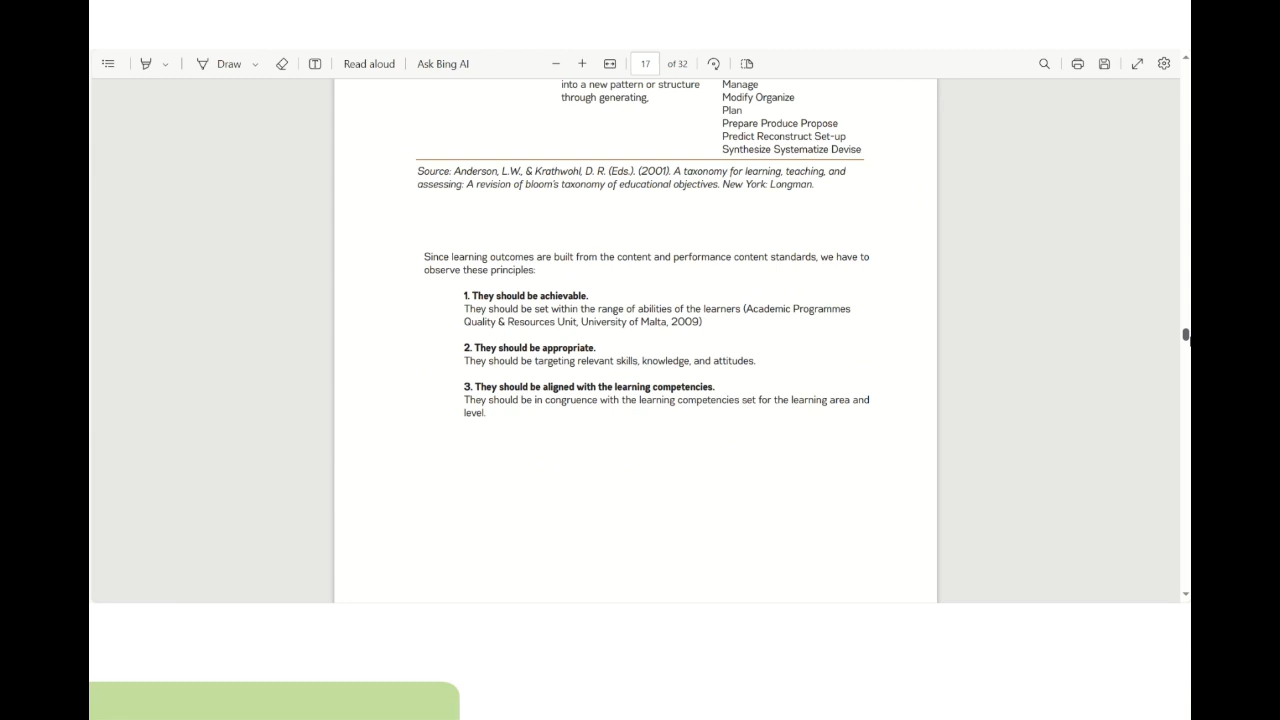 Draw
Read aloud
Ask Bing AI
17
of 32
into a new pattern or structure
through generating,
Manage
Modify Organize
Plan
Prepare Produce Propose
Predict Reconstruct Set-up
Synthesize Systematize Devise
Source: Anderson, L.W., & Krathwohl, D. R. (Eds.). (2001). A taxonomy for learning, teaching, and
assessing: A revision of bloom's taxonomy of educational objectives. New York: Longman.
Since learning outcomes are built from the content and performance content standards, we have to
observe these principles:
1. They should be achievable.
They should be set within the range of abilities of the learners (Academic Programmes
Quality & Resources Unit, University of Malta, 2009)
2. They should be appropriate.
They should be targeting relevant skills, knowledge, and attitudes.
3. They should be aligned with the learning competencies.
They should be in congruence with the learning competencies set for the learning area and
level.